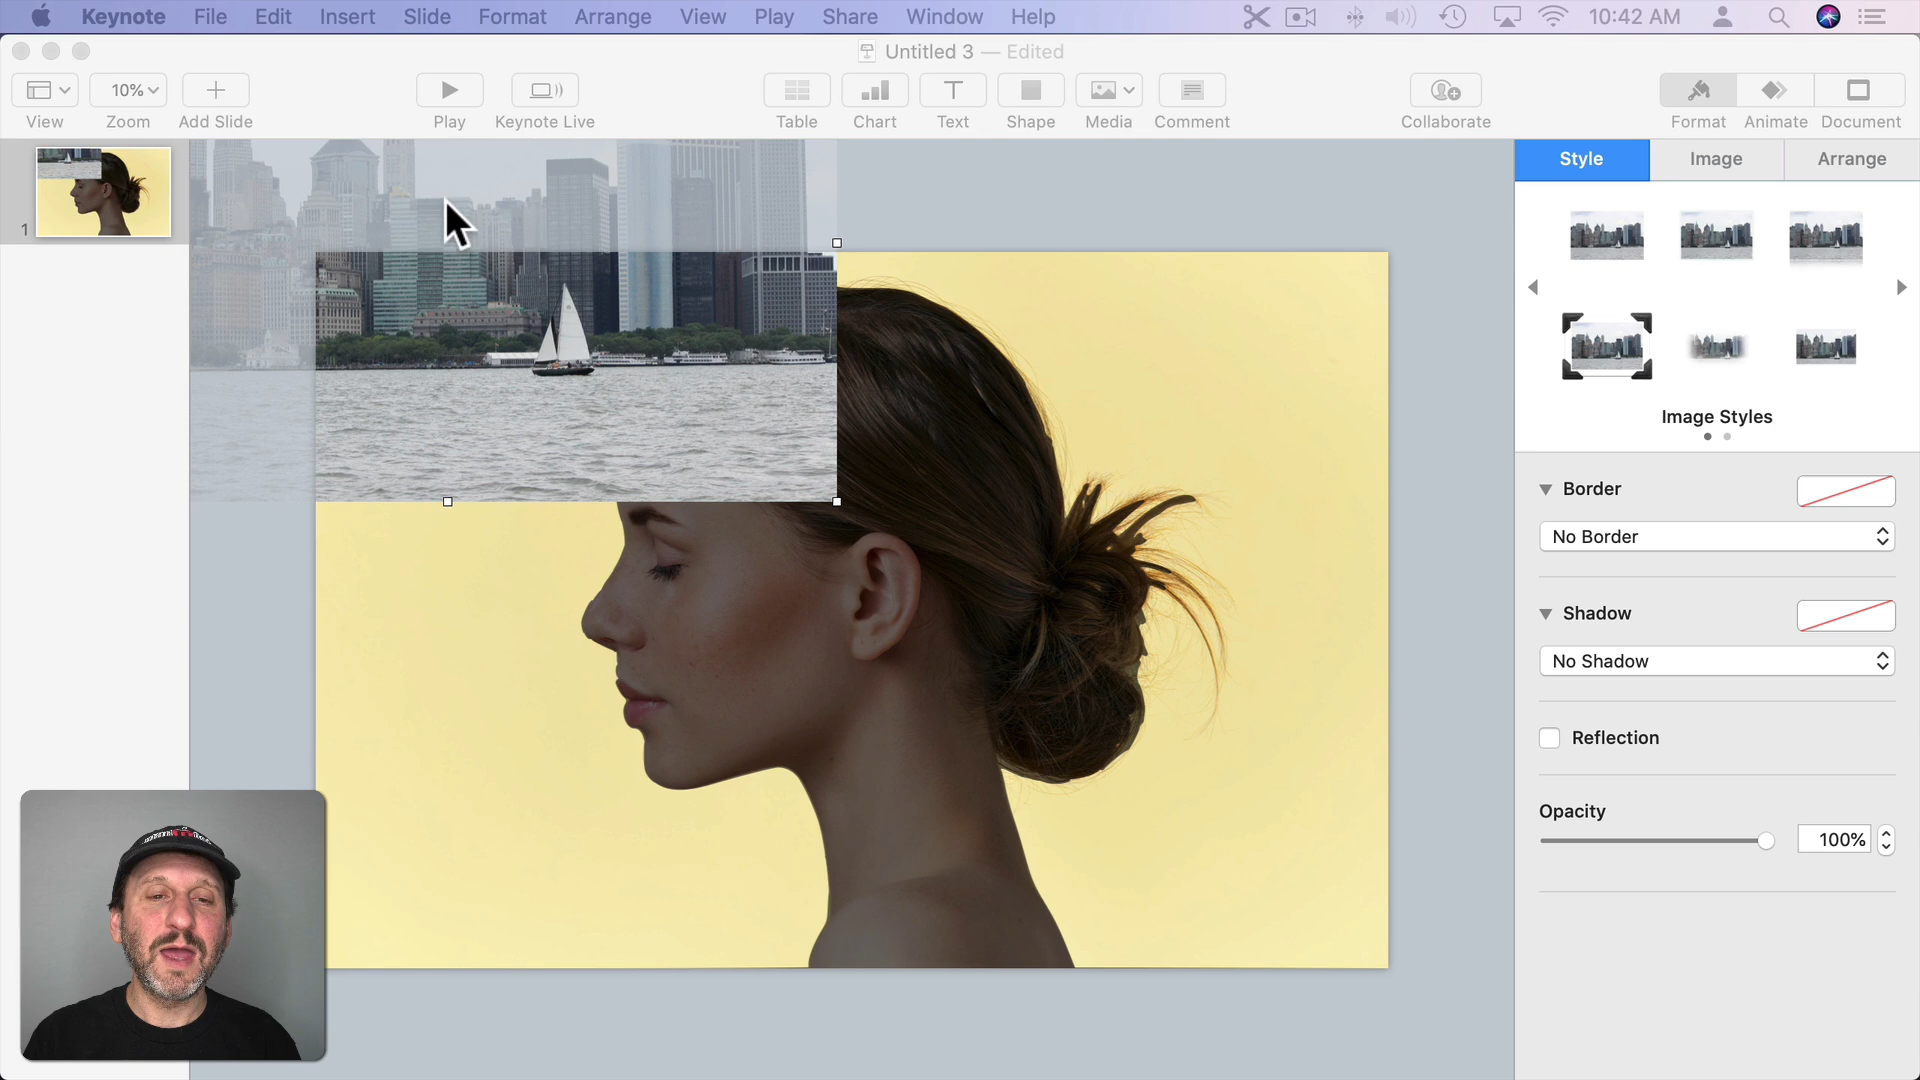 Keynote File Edit Insert Slide Format Arrange View Play Share Window Help 10:42 AM
Untitled 3 — Edited
10%
View Zoom Add Slide Play Keynote Live Table Chart Text Shape Media Comment Collaborate Format Animate Document
Style Image Arrange
1
Image Styles
Border
No Border
Shadow
No Shadow
Reflection
Opacity
100%